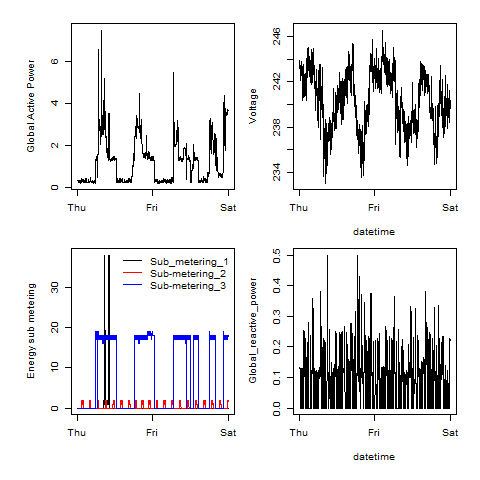 Global Active Power
0 2 4 6
Thu Fri Sat
Voltage
234 238 242 246
Thu Fri Sat
datetime
Energy sub metering
0 10 20 30
Sub_metering_1
Sub-metering_2
Sub-metering_3
Thu Fri Sat
Global_reactive_power
0.0 0.1 0.2 0.3 0.4 0.5
Thu Fri Sat
datetime